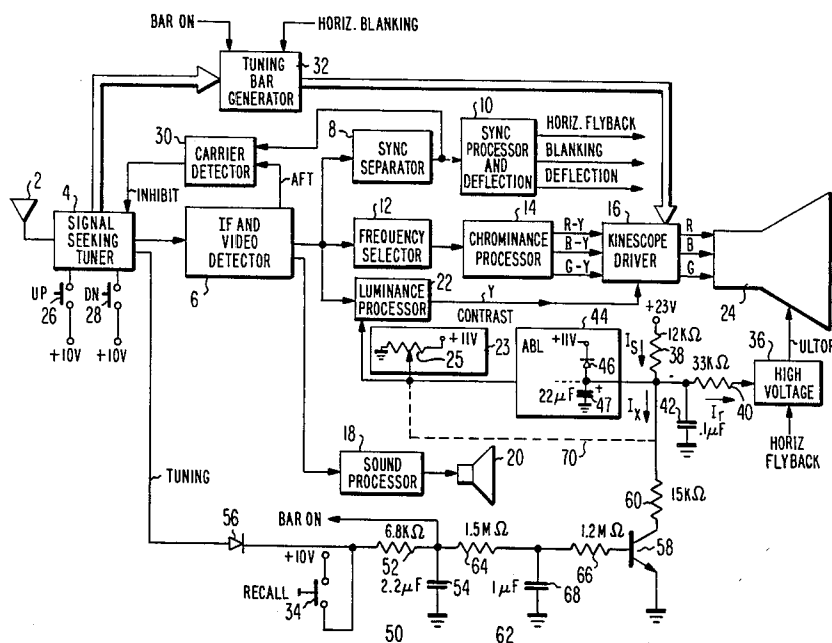 BAR ON
HORIZ. BLANKING
TUNING
BAR
GENERATOR
32
30
CARRIER
DETECTOR
8
SYNC
SEPARATOR
10
SYNC
PROCESSOR
AND
DEFLECTION
HORIZ. FLYBACK
BLANKING
DEFLECTION
2
4
INHIBIT
AFT
SIGNAL
SEEKING
TUNER
IF AND
VIDEO
DETECTOR
6
12
FREQUENCY
SELECTOR
14
CHROMINANCE
PROCESSOR
R-Y
B-Y
G-Y
16
KINESCOPE
DRIVER
R
B
G
24
UP
26
DN
28
+10V
+10V
22
LUMINANCE
PROCESSOR
Y
CONTRAST
+11V
25
23
44
ABL
+11V
46
22µF
+
47
+23V
12KΩ
38
IS
IX
33KΩ
40
Ir
42
.1µF
36
HIGH
VOLTAGE
ULTOR
HORIZ
FLYBACK
18
SOUND
PROCESSOR
20
70
TUNING
60
15KΩ
BAR ON
56
+10V
RECALL
34
6.8KΩ
52
2.2µF
54
1.5MΩ
64
1µF
68
1.2MΩ
66
58
50
62